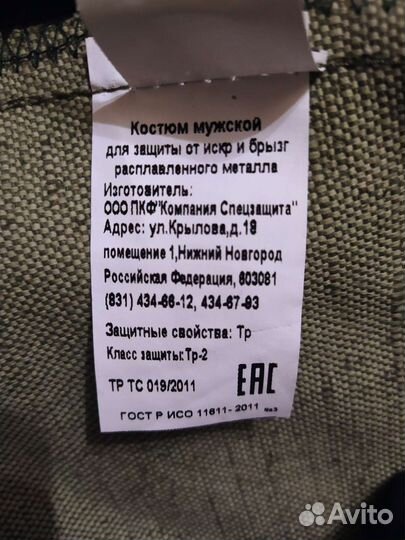 Костюм мужской
для защиты от искр и брызг
расплавленного металла
Изготовитель:
ООО ПКФ"Компания Спецзащита"
Адрес: ул.Крылова,д.18
помещение 1,Нижний Новгород
Российская Федерация, 603081
(831) 434-66-12, 434-67-93
Защитные свойства: Тр
Класс защиты:Тр-2
ТР ТС 019/2011 ЕАС
ГОСТ Р ИСО 11611-2011 №3
Avito